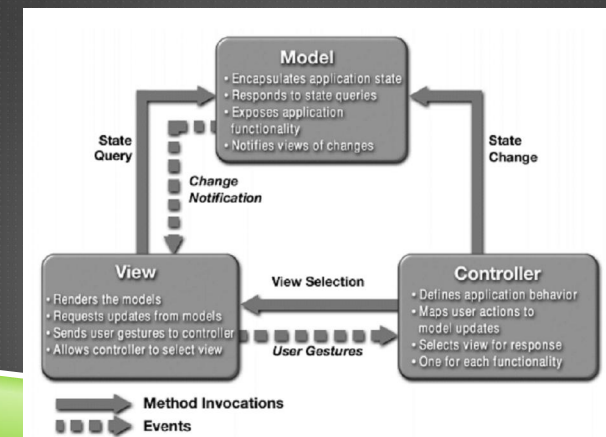 Model
• Encapsulates application state
• Responds to state queries
• Exposes application
functionality
• Notifies views of changes
State
Query
State
Change
Change
Notification
View
• Renders the models
• Requests updates from models
• Sends user gestures to controller
• Allows controller to select view
View Selection
User Gestures
Controller
• Defines application behavior
• Maps user actions to
model updates
• Selects view for response
• One for each functionality
Method Invocations
Events